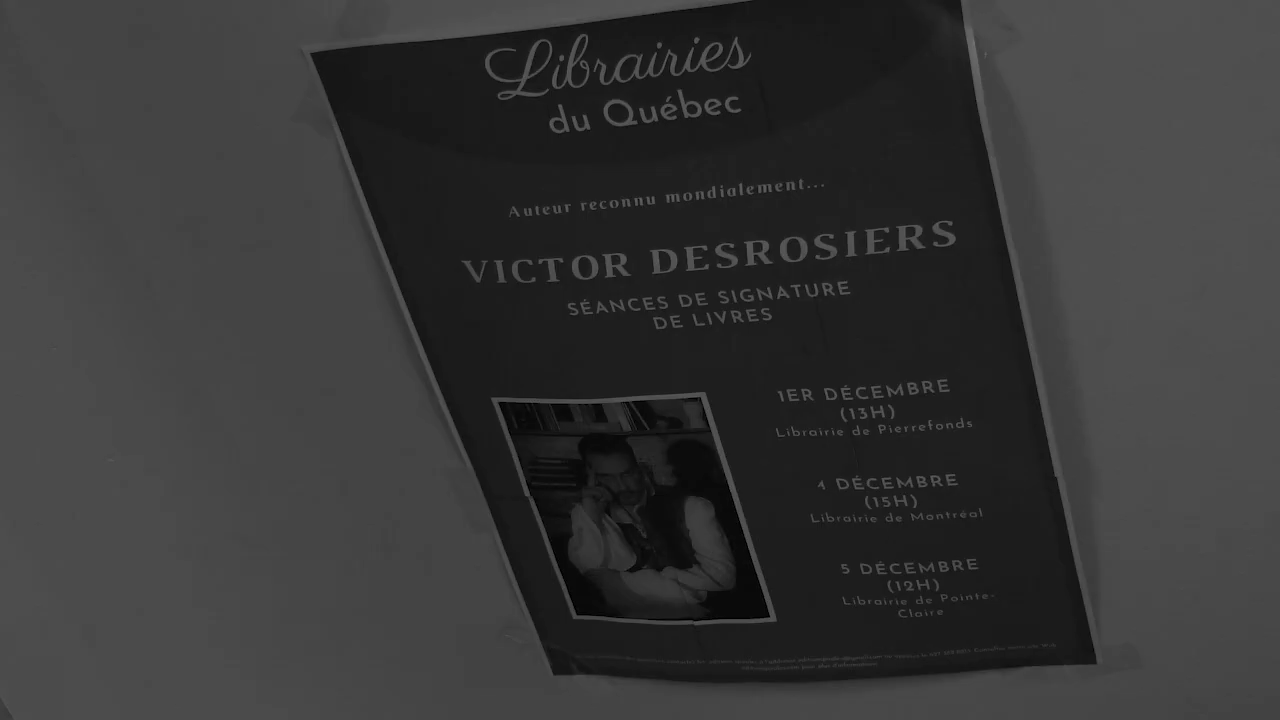 Librairies
du Québec
Auteur reconnu mondialement...
VICTOR DESROSIERS
SÉANCES DE SIGNATURE
DE LIVRES
1ER DÉCEMBRE
(13H)
Librairie de Pierrefonds
4 DÉCEMBRE
(15H)
Librairie de Montréal
5 DÉCEMBRE
(12H)
Librairie de Pointe-
Claire